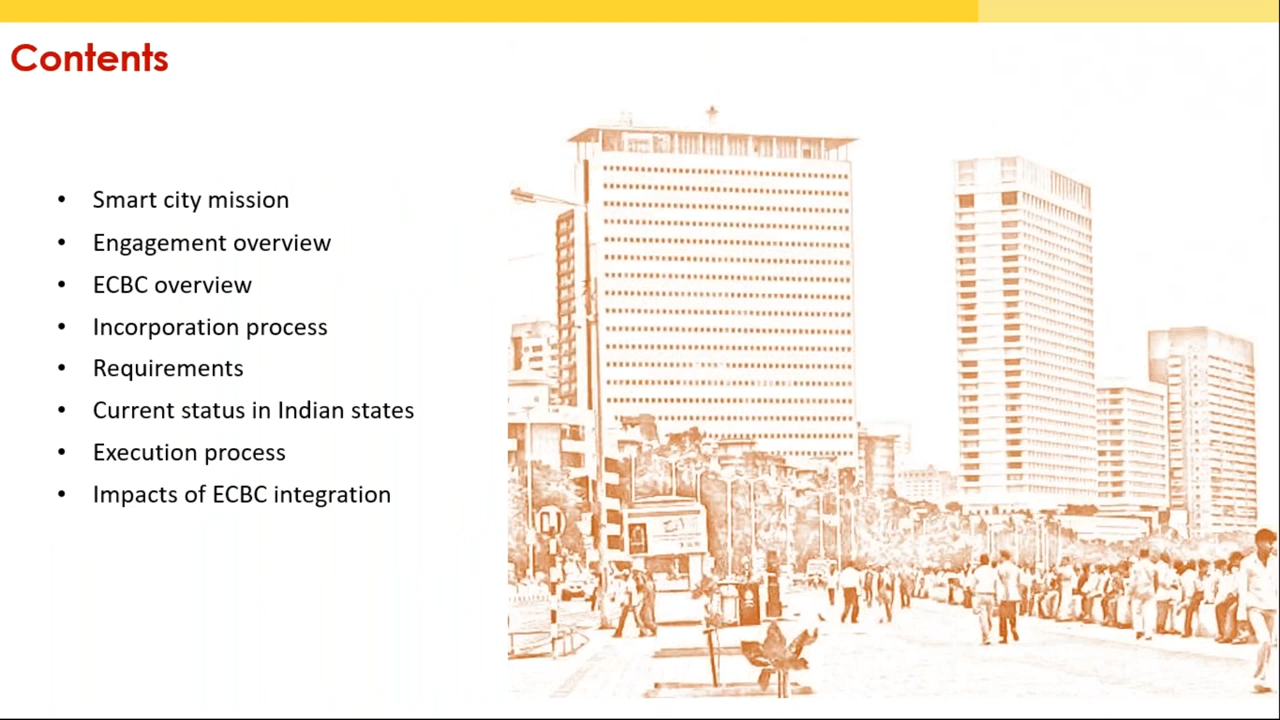 Contents
• Smart city mission
• Engagement overview
• ECBC overview
• Incorporation process
• Requirements
• Current status in Indian states
• Execution process
• Impacts of ECBC integration